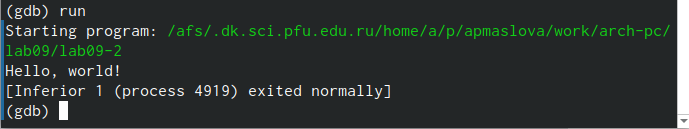 (gdb) run
Starting program: /afs/.dk.sci.pfu.edu.ru/home/a/p/apmaslova/work/arch-pc/
lab09/lab09-2
Hello, world!
[Inferior 1 (process 4919) exited normally]
(gdb)